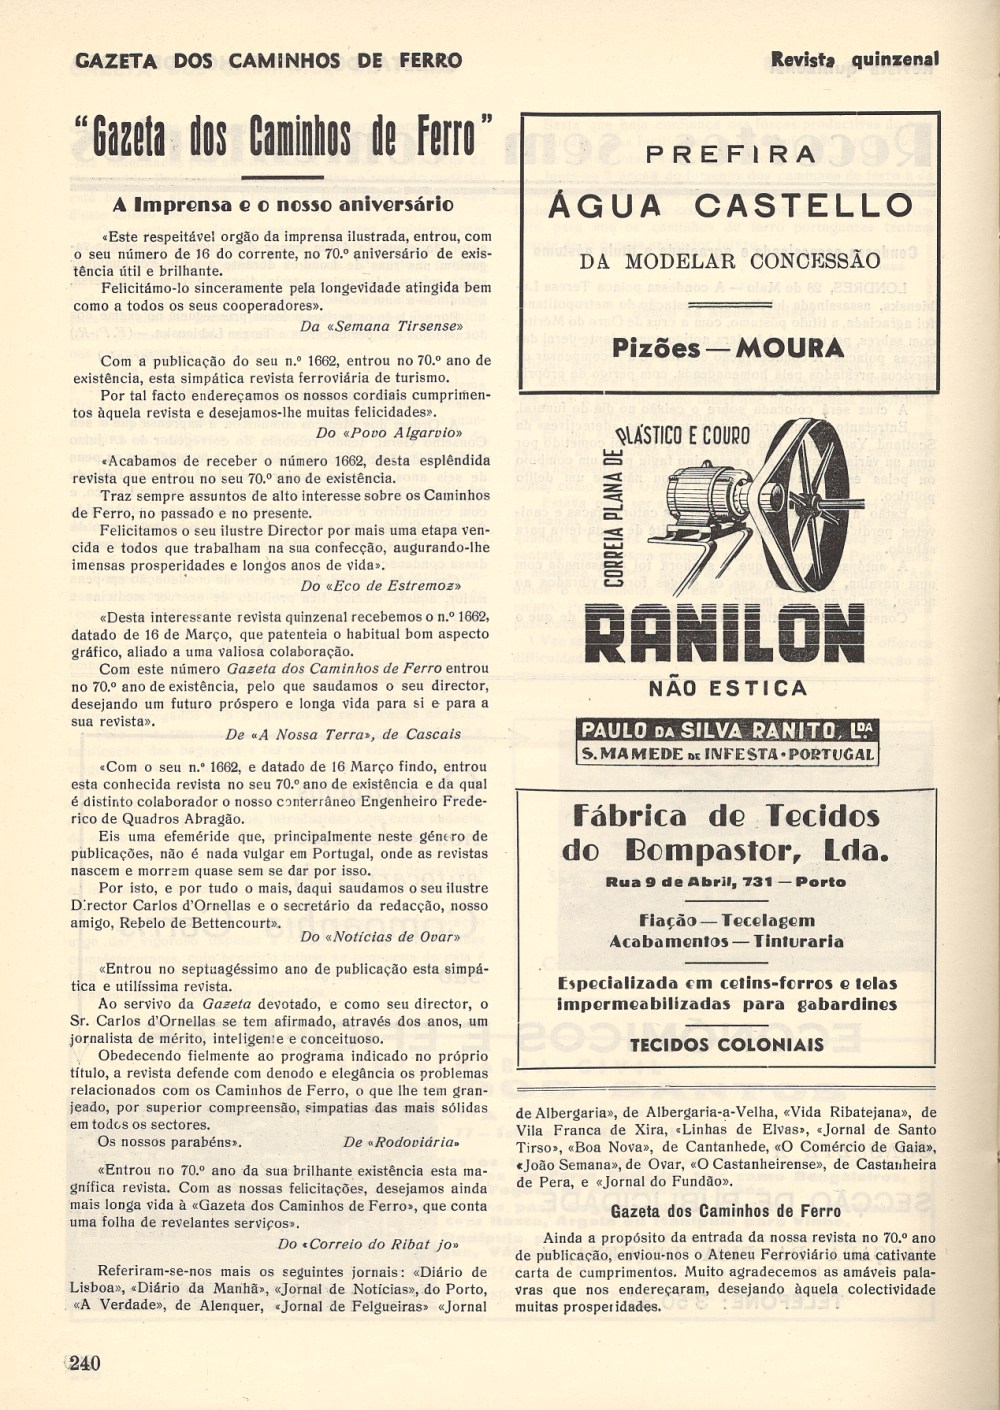 GAZETA DOS CAMINHOS DE FERRO
Revista quinzenal
"Gazeta dos Caminhos de Ferro"
A Imprensa e o nosso aniversário
«Este respeitável orgão da imprensa ilustrada, entrou, com
o seu número de 16 do corrente, no 70.º aniversário de exis-
tência útil e brilhante.
Felicitámo-lo sinceramente pela longevidade atingida bem
como a todos os seus cooperadores».
Da «Semana Tirsense»
Com a publicação do seu n.º 1662, entrou no 70.º ano de
existência, esta simpática revista ferroviária de turismo.
Por tal facto endereçamos os nossos cordiais cumprimen-
tos àquela revista e desejamos-lhe muitas felicidades».
Do «Povo Algarvio»
«Acabamos de receber o número 1662, desta esplêndida
revista que entrou no seu 70.º ano de existência.
Traz sempre assuntos de alto interesse sobre os Caminhos
de Ferro, no passado e no presente.
Felicitamos o seu ilustre Director por mais uma etapa ven-
cida e todos que trabalham na sua confecção, augurando-lhe
imensas prosperidades e longos anos de vida».
Do «Eco de Estremoz»
«Desta interessante revista quinzenal recebemos o n.º 1662,
datado de 16 de Março, que patenteia o habitual bom aspecto
gráfico, aliado a uma valiosa colaboração.
Com este número Gazeta dos Caminhos de Ferro entrou
no 70.º ano de existência, pelo que saudamos o seu director,
desejando um futuro próspero e longa vida para si e para a
sua revista».
De «A Nossa Terra», de Cascais
«Com o seu n.º 1662, e datado de 16 Março findo, entrou
esta conhecida revista no seu 70.º ano de existência e da qual
é distinto colaborador o nosso conterrâneo Engenheiro Frede-
rico de Quadros Abragão.
Eis uma efeméride que, principalmente neste género de
publicações, não é nada vulgar em Portugal, onde as revistas
nascem e morrem quase sem se dar por isso.
Por isto, e por tudo o mais, daqui saudamos o seu ilustre
Director Carlos d'Ornellas e o secretário da redacção, nosso
amigo, Rebelo de Bettencourt».
Do «Notícias de Ovar»
«Entrou no septuagéssimo ano de publicação esta simpá-
tica e utilíssima revista.
Ao servivo da Gazeta devotado, e como seu director, o
Sr. Carlos d'Ornellas se tem afirmado, através dos anos, um
jornalista de mérito, inteligente e conceituoso.
Obedecendo fielmente ao programa indicado no próprio
título, a revista defende com denodo e elegância os problemas
relacionados com os Caminhos de Ferro, o que lhe tem gran-
jeado, por superior compreensão, simpatias das mais sólidas
em todos os sectores.
Os nossos parabéns». De «Rodoviária»
«Entrou no 70.º ano da sua brilhante existência esta ma-
gnífica revista. Com as nossas felicitações, desejamos ainda
mais longa vida à «Gazeta dos Caminhos de Ferro», que conta
uma folha de revelantes serviços».
Do «Correio do Ribat jo»
Referiram-se-nos mais os seguintes jornais: «Diário de
Lisboa», «Diário da Manhã», «Jornal de Notícias», do Porto,
«A Verdade», de Alenquer, «Jornal de Felgueiras» «Jornal
PREFIRA
ÁGUA CASTELLO
DA MODELAR CONCESSÃO
Pizões — MOURA
CORREIA PLANA DE
PLÁSTICO E COURO
RANILON
NÃO ESTICA
PAULO DA SILVA RANITO, LDA.
S. MAMEDE DE INFESTA • PORTUGAL
Fábrica de Tecidos
do Bompastor, Lda.
Rua 9 de Abril, 731 — Porto
Fiação — Tecelagem
Acabamentos — Tinturaria
Especializada em cetins-forros e telas
impermeabilizadas para gabardines
TECIDOS COLONIAIS
de Albergaria», de Albergaria-a-Velha, «Vida Ribatejana», de
Vila Franca de Xira, «Linhas de Elvas», «Jornal de Santo
Tirso», «Boa Nova», de Cantanhede, «O Comércio de Gaia»,
«João Semana», de Ovar, «O Castanheirense», de Castanheira
de Pera, e «Jornal do Fundão».
Gazeta dos Caminhos de Ferro
Ainda a propósito da entrada da nossa revista no 70.º ano
de publicação, enviou-nos o Ateneu Ferroviário uma cativante
carta de cumprimentos. Muito agradecemos as amáveis pala-
vras que nos endereçaram, desejando àquela colectividade
muitas prosperidades.
240